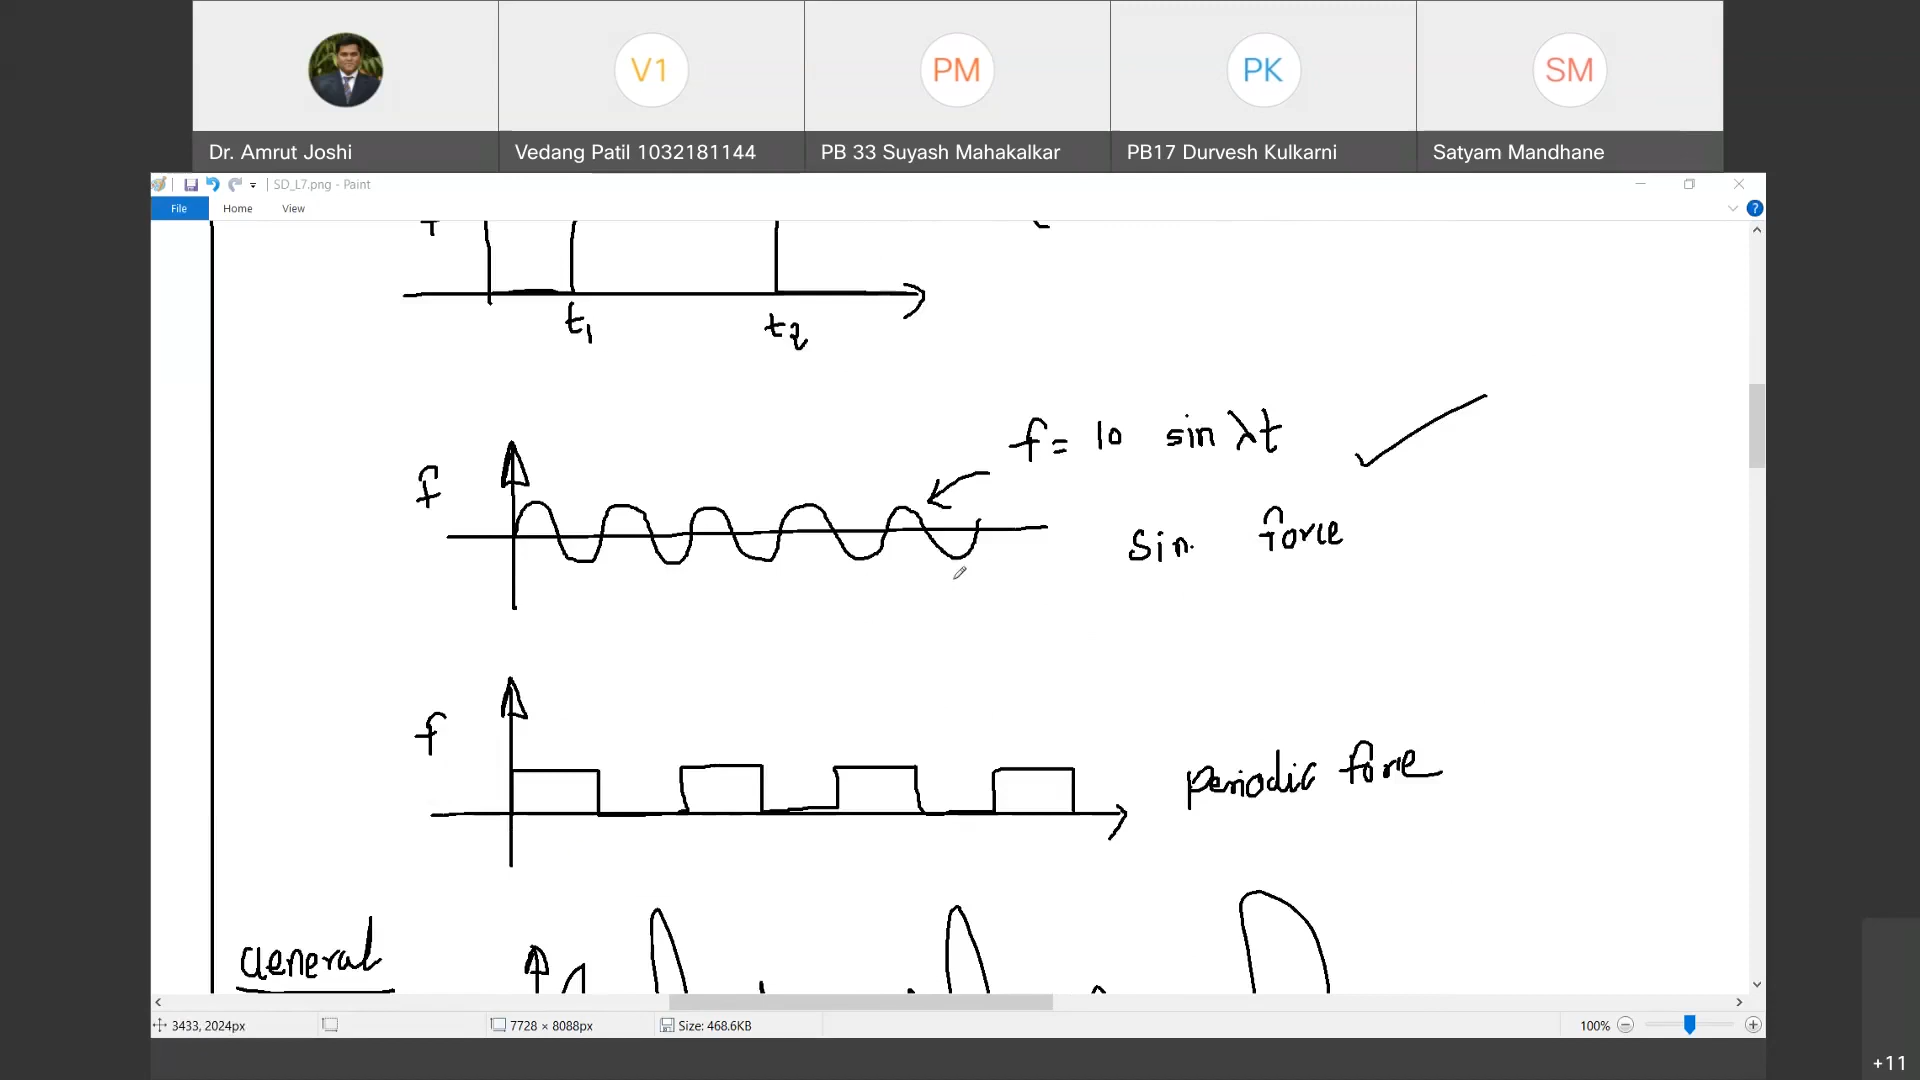 V1 PM PK SM
Dr. Amrut Joshi Vedang Patil 1032181144 PB 33 Suyash Mahakalkar PB17 Durvesh Kulkarni Satyam Mandhane
SD_L7.png - Paint
File Home View ?
t1 t2
f = 10 sin λt
f
Sin. force
f
periodic force
General
3433, 2024px 7728 × 8088px Size: 468.6KB 100%
+11